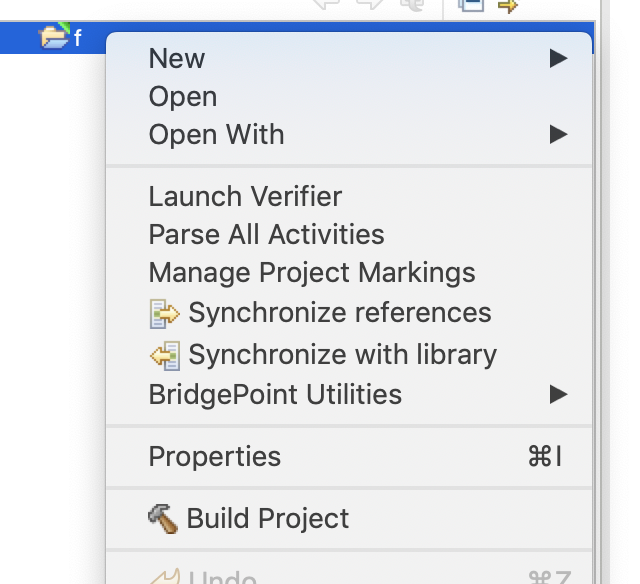 f
New
Open
Open With
Launch Verifier
Parse All Activities
Manage Project Markings
Synchronize references
Synchronize with library
BridgePoint Utilities
Properties ⌘I
Build Project
Undo ⌘Z